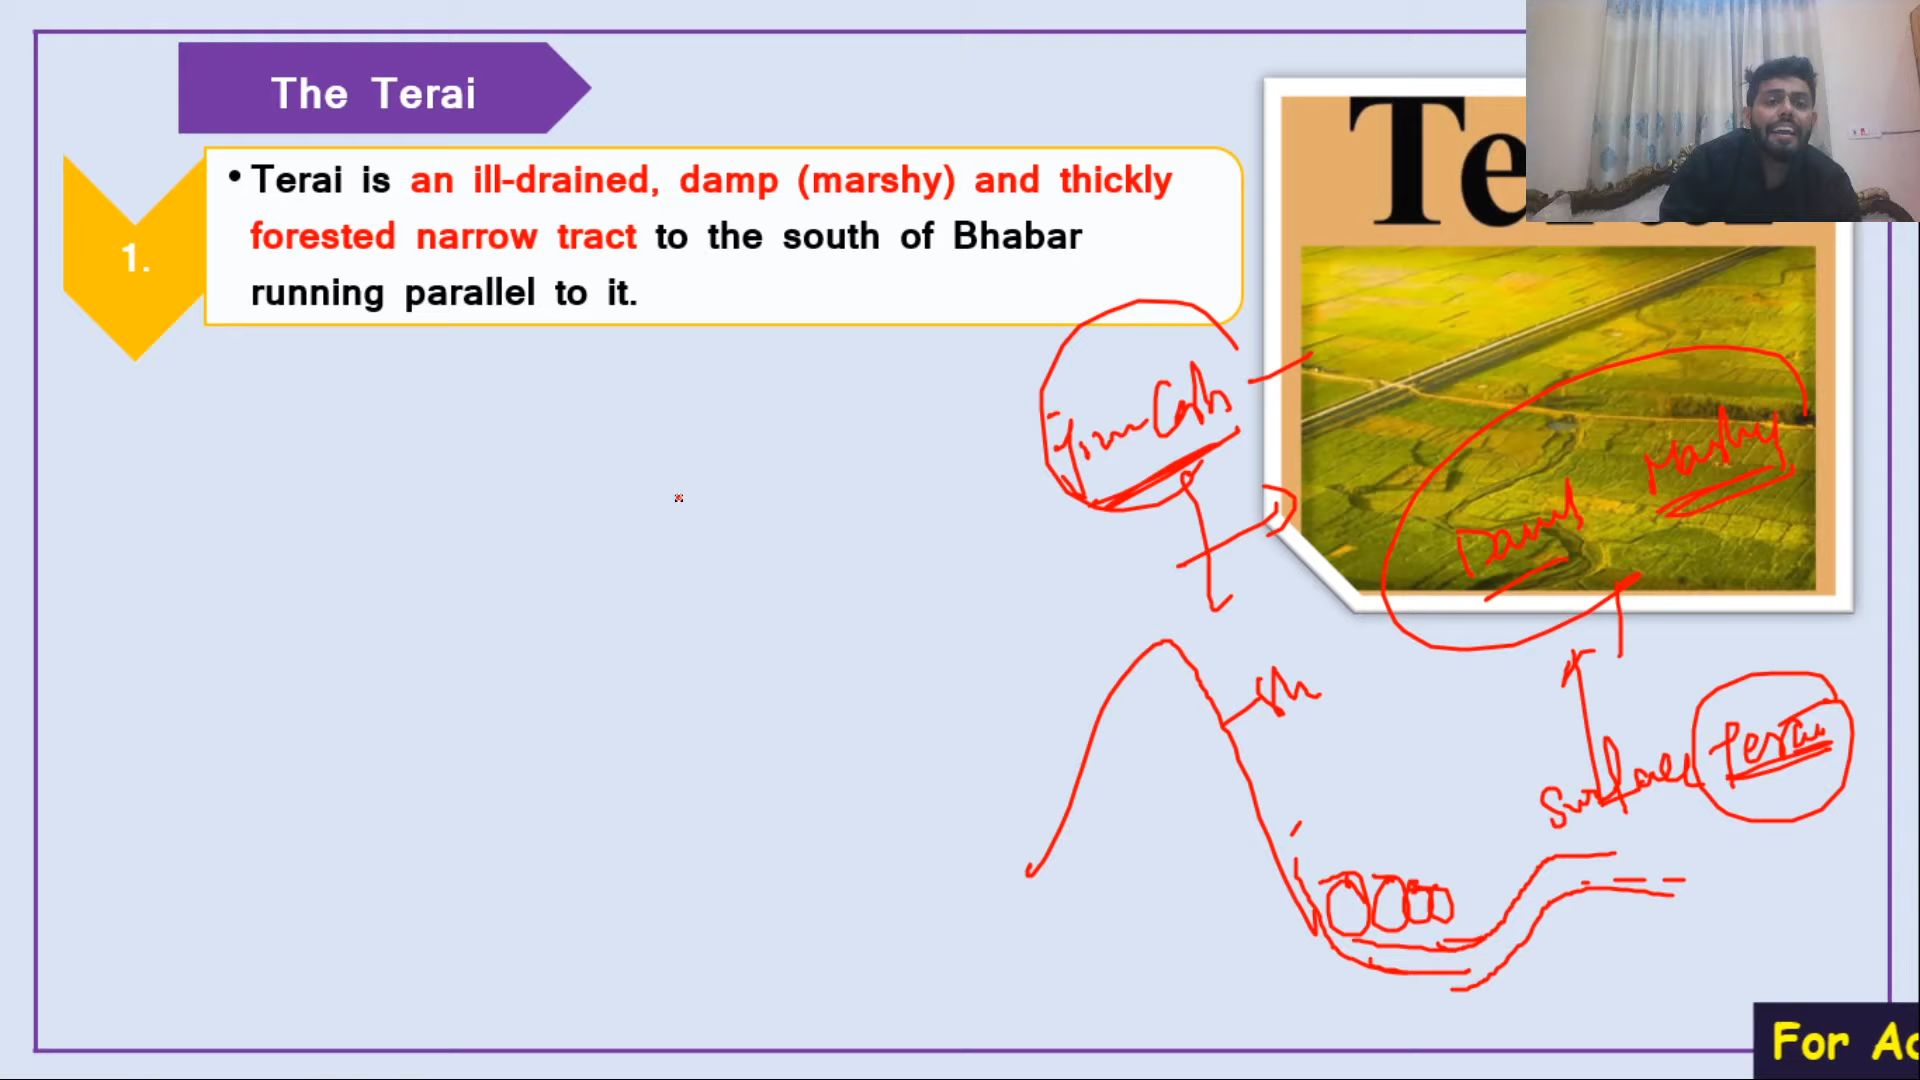 The Terai
1.
• Terai is an ill-drained, damp (marshy) and thickly
forested narrow tract to the south of Bhabar
running parallel to it.
Te
Marshy
Surface Terai
For Ac